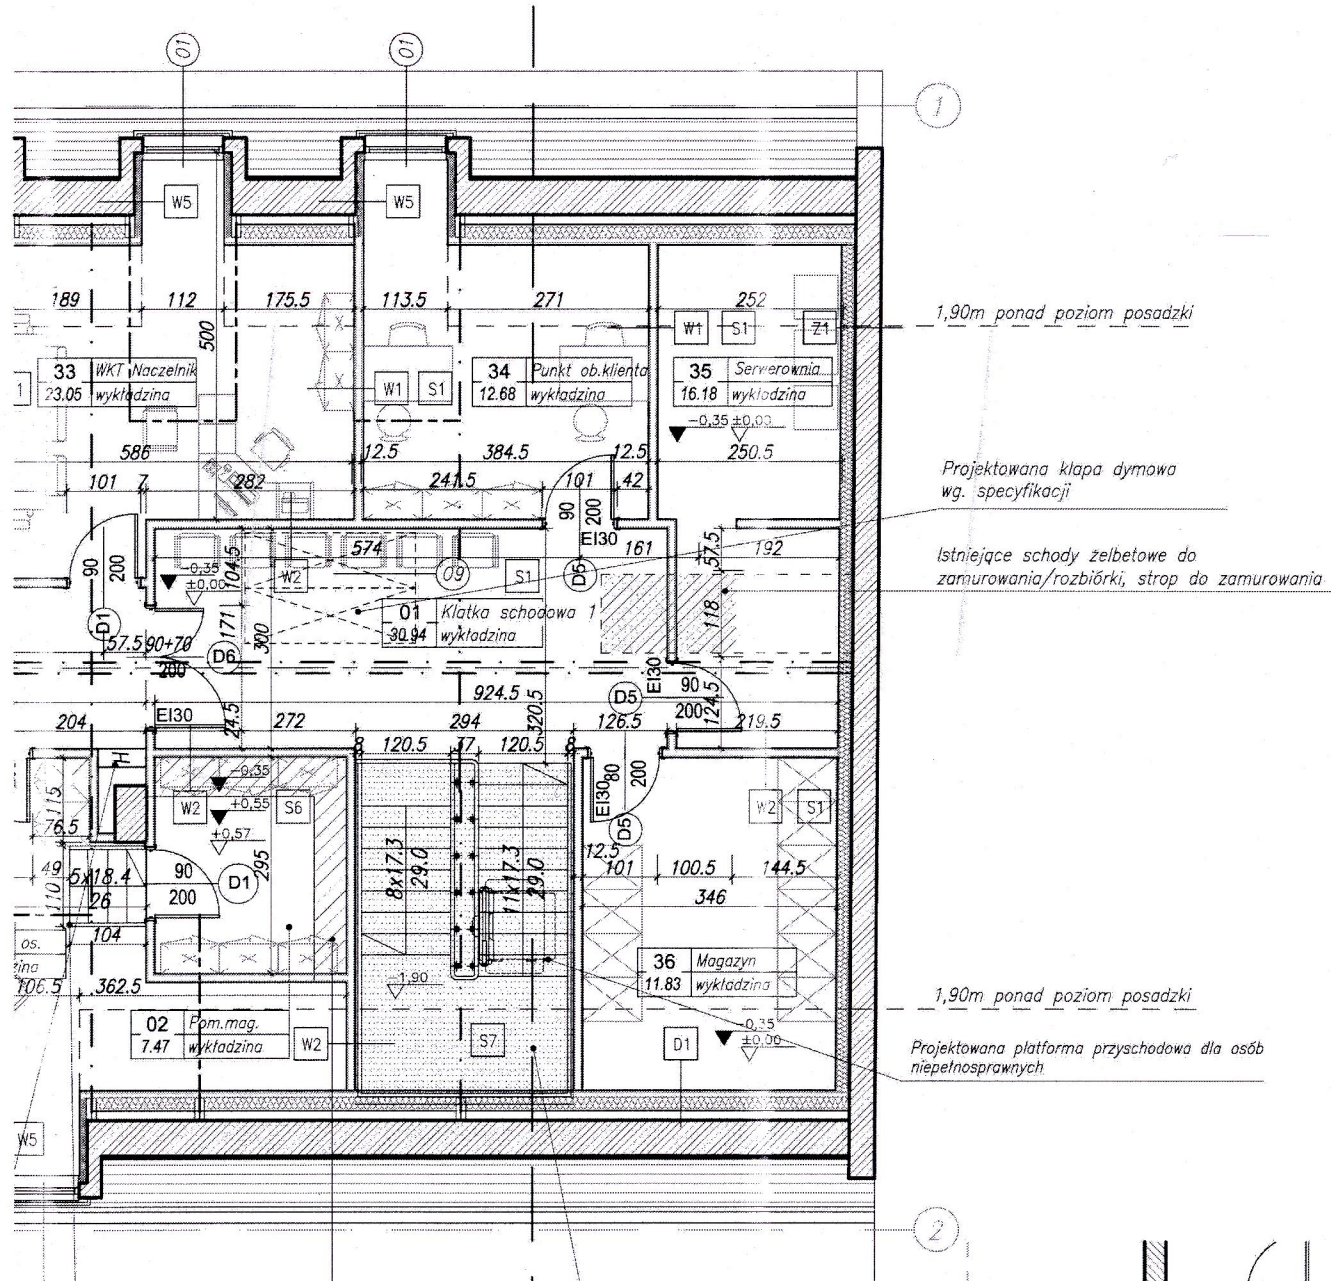 01
01
1
W5
W5
189
112
175.5
113.5
271
252
1,90m ponad poziom posadzki
500
W1
S1
Z1
33
WKT Naczelnik
23.05
wykładzina
1
W1
S1
34
Punkt ob.klienta
12.68
wykładzina
35
Serwerownia
16.18
wykładzina
-0,35
±0,00
586
12.5
384.5
12.5
250.5
Projektowana klapa dymowa
wg. specyfikacji
101
7
282
241.5
101
42
90
200
EI30
574
161
57.5
192
Istniejące schody żelbetowe do
zamurowania/rozbiórki, strop do zamurowania
90
200
-0,35
±0,00
104.5
W2
09
S1
D5
D1
171
300
01
Klatka schodowa 1
30.94
wykładzina
118
57.5
90+70
200
D6
EI30
D5
90
200
124.5
924.5
320.5
204
EI30
24.5
272
294
126.5
219.5
8
120.5
37
120.5
8
H
115
-0,35
W2
+0,55
S6
+0,57
EI30
80
200
D5
W2
S1
76.5
295
8x17.3
29.0
11x17.3
29.0
12.5
101
100.5
144.5
49
110
5x18.4
26
90
200
D1
346
104
os.
zina
106.5
362.5
-1,90
36
Magazyn
11.83
wykładzina
1,90m ponad poziom posadzki
02
Pom.mag.
7.47
wykładzina
W2
S7
D1
-0,35
±0,00
Projektowana platforma przyschodowa dla osób
niepełnosprawnych
W5
2